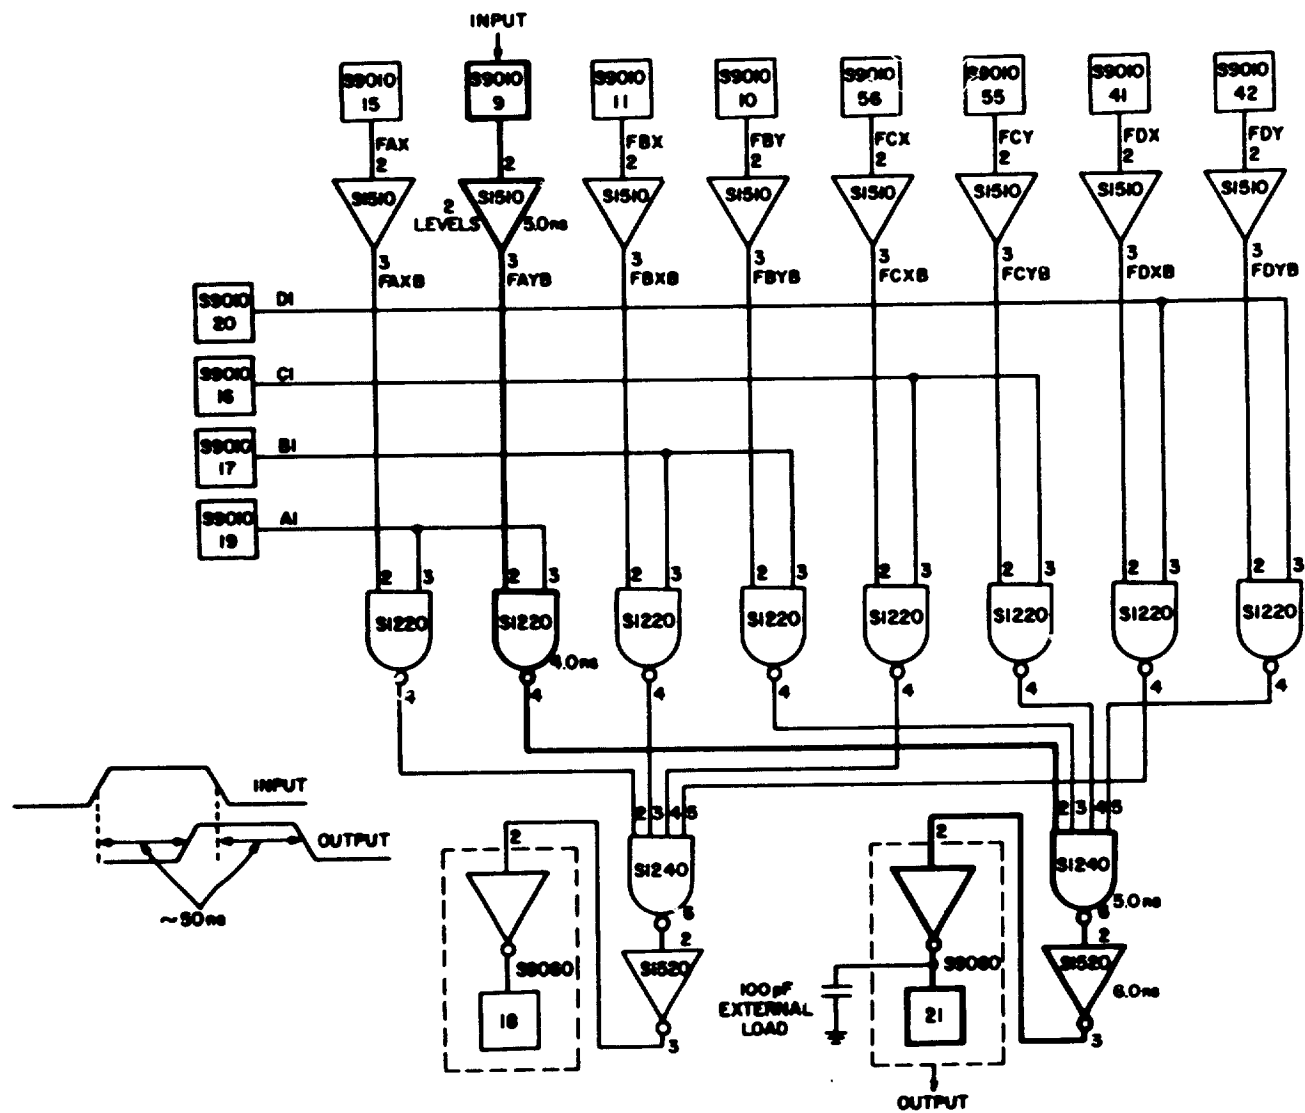 INPUT
S9010 S9010 S9010 S9010 S9010 S9010 S9010 S9010
15 9 11 10 56 55 41 42
FAX FBX FBY FCX FCY FDX FDY
2 2 2 2 2 2 2 2
S1510 S1510 S1510 S1510 S1510 S1510 S1510 S1510
2 LEVELS 5.0ns
3 3 3 3 3 3 3 3
FAXB FAYB FBXB FBYB FCXB FCYB FDXB FDYB
S9010 D1
20
S9010 C1
16
S9010 B1
17
S9010 A1
19
2 3 2 3 2 3 2 3 2 3 2 3 2 3 2 3
S1220 S1220 S1220 S1220 S1220 S1220 S1220 S1220
4.0ns
4 4 4 4 4 4 4 4
INPUT
OUTPUT
~50ns
2 3 4 5 2 3 4 5
2 2
S1240 S1240
6 6 5.0ns
2 2
S1520 S1520
6.0ns
3 3
S9080 S9080
18 21
100pF
EXTERNAL
LOAD
OUTPUT